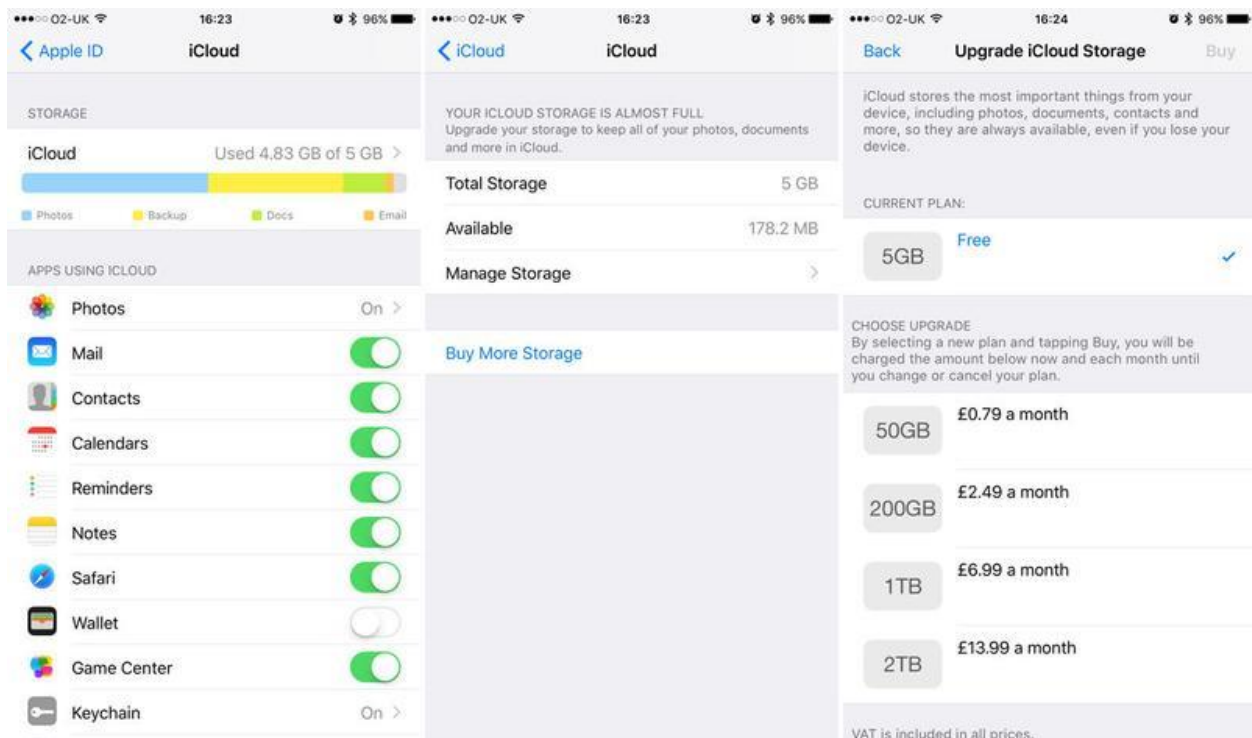 O2-UK 16:23 96%
Apple ID iCloud
STORAGE
iCloud Used 4.83 GB of 5 GB
Photos Backup Docs Email
APPS USING ICLOUD
Photos On
Mail
Contacts
Calendars
Reminders
Notes
Safari
Wallet
Game Center
Keychain On
O2-UK 16:23 96%
iCloud iCloud
YOUR ICLOUD STORAGE IS ALMOST FULL
Upgrade your storage to keep all of your photos, documents
and more in iCloud.
Total Storage 5 GB
Available 178.2 MB
Manage Storage
Buy More Storage
O2-UK 16:24 96%
Back Upgrade iCloud Storage Buy
iCloud stores the most important things from your
device, including photos, documents, contacts and
more, so they are always available, even if you lose your
device.
CURRENT PLAN:
5GB Free
CHOOSE UPGRADE
By selecting a new plan and tapping Buy, you will be
charged the amount below now and each month until
you change or cancel your plan.
50GB £0.79 a month
200GB £2.49 a month
1TB £6.99 a month
2TB £13.99 a month
VAT is included in all prices.